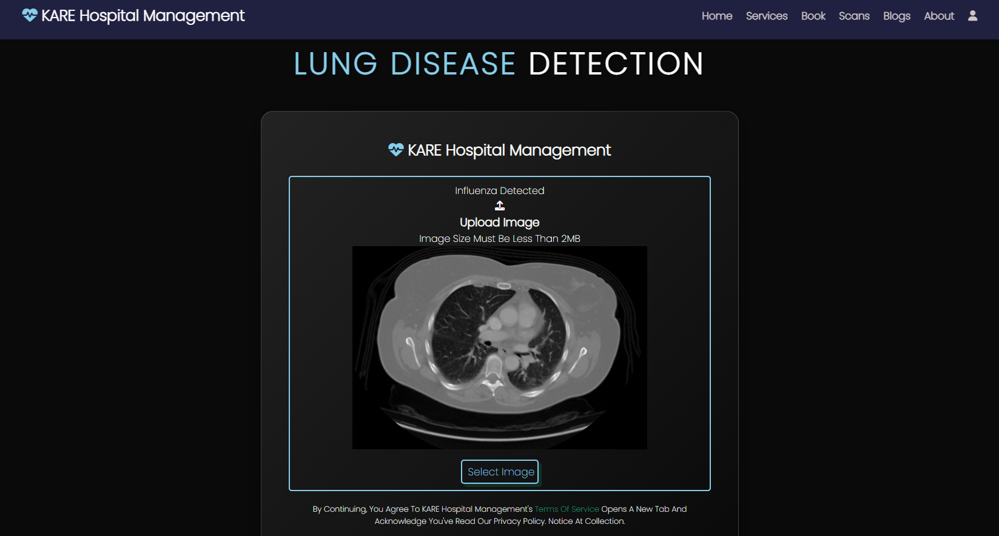 KARE Hospital Management
Home Services Book Scans Blogs About
LUNG DISEASE DETECTION
KARE Hospital Management
Influenza Detected
Upload Image
Image Size Must Be Less Than 2MB
Select Image
By Continuing, You Agree To KARE Hospital Management's Terms Of Service Opens A New Tab And
Acknowledge You've Read Our Privacy Policy. Notice At Collection.